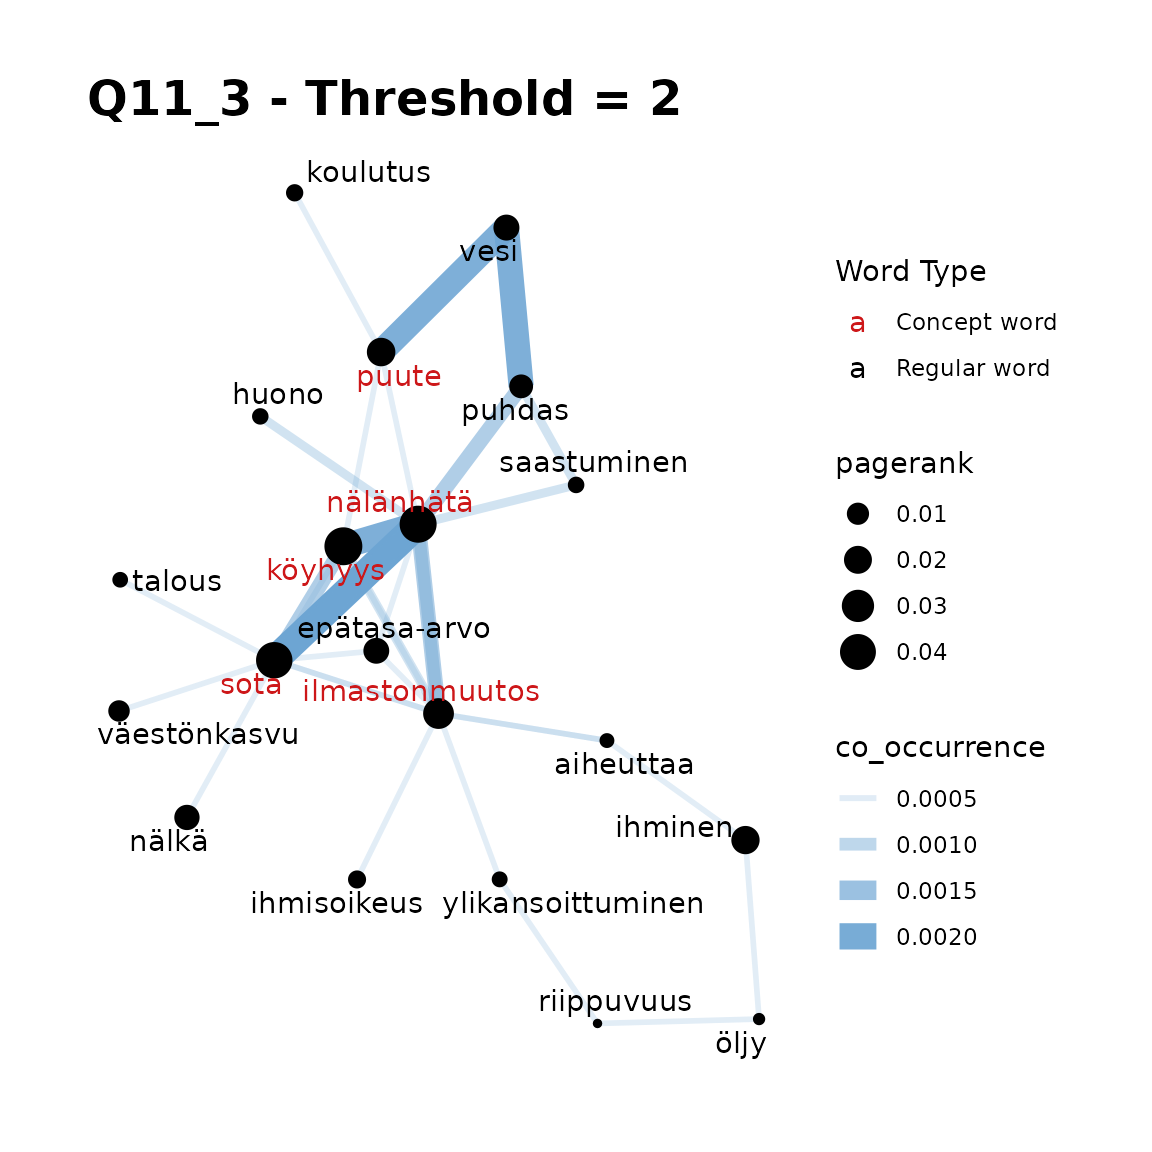 Q11_3 - Threshold = 2
koulutus
vesi
puute
huono
puhdas
saastuminen
nälänhätä
köyhyys
talous
epätasa-arvo
sota
ilmastonmuutos
väestönkasvu
aiheuttaa
ihminen
nälkä
ihmisoikeus
ylikansoittuminen
riippuvuus
öljy
Word Type
a Concept word
a Regular word
pagerank
0.01
0.02
0.03
0.04
co_occurrence
0.0005
0.0010
0.0015
0.0020